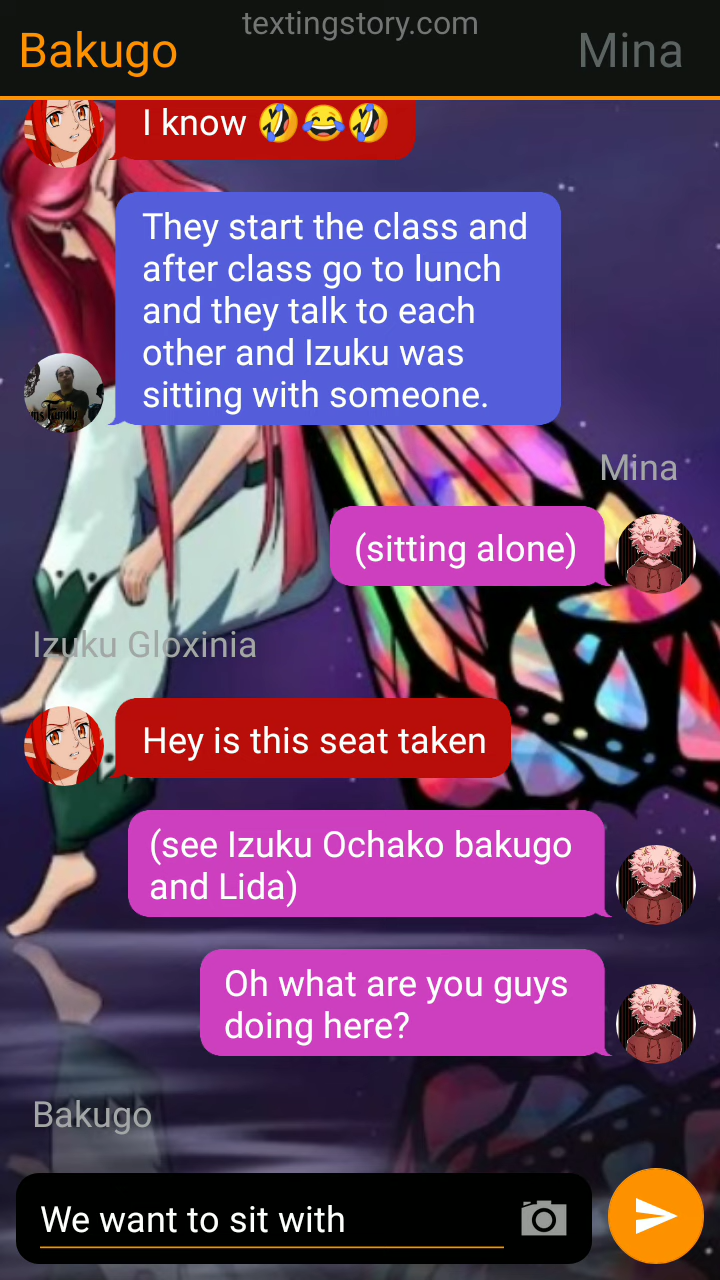 textingstory.com
Bakugo
Mina
I know 🤣😂🤣
They start the class and
after class go to lunch
and they talk to each
other and Izuku was
sitting with someone.
Mina
(sitting alone)
Izuku Gloxinia
Hey is this seat taken
(see Izuku Ochako bakugo
and Lida)
Oh what are you guys
doing here?
Bakugo
We want to sit with